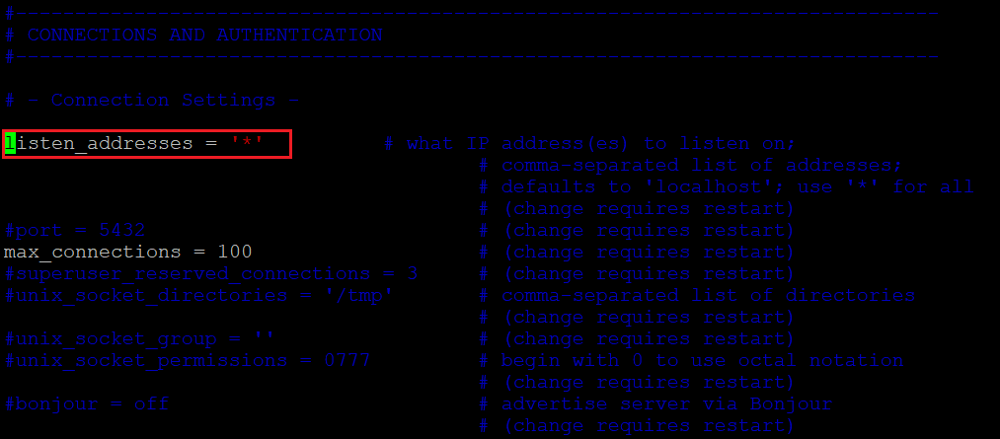 #------------------------------------------------------------------------------
# CONNECTIONS AND AUTHENTICATION
#------------------------------------------------------------------------------
# - Connection Settings -
listen_addresses = '*' # what IP address(es) to listen on;
# comma-separated list of addresses;
# defaults to 'localhost'; use '*' for all
# (change requires restart)
#port = 5432 # (change requires restart)
max_connections = 100 # (change requires restart)
#superuser_reserved_connections = 3 # (change requires restart)
#unix_socket_directories = '/tmp' # comma-separated list of directories
# (change requires restart)
#unix_socket_group = '' # (change requires restart)
#unix_socket_permissions = 0777 # begin with 0 to use octal notation
# (change requires restart)
#bonjour = off # advertise server via Bonjour
# (change requires restart)